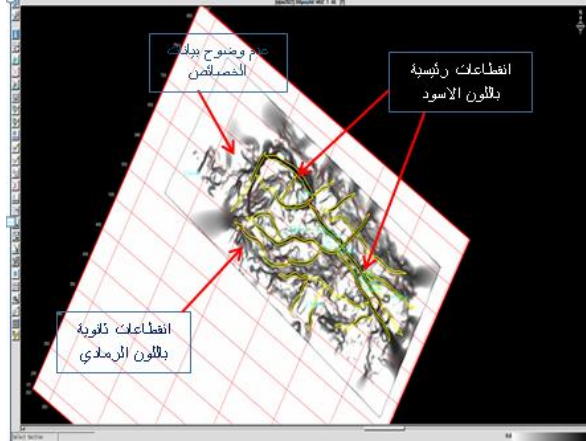 عدم وضوح بيانات
الخصائص
انقطاعات رئيسية
باللون الاسود
انقطاعات ثانوية
باللون الرمادي